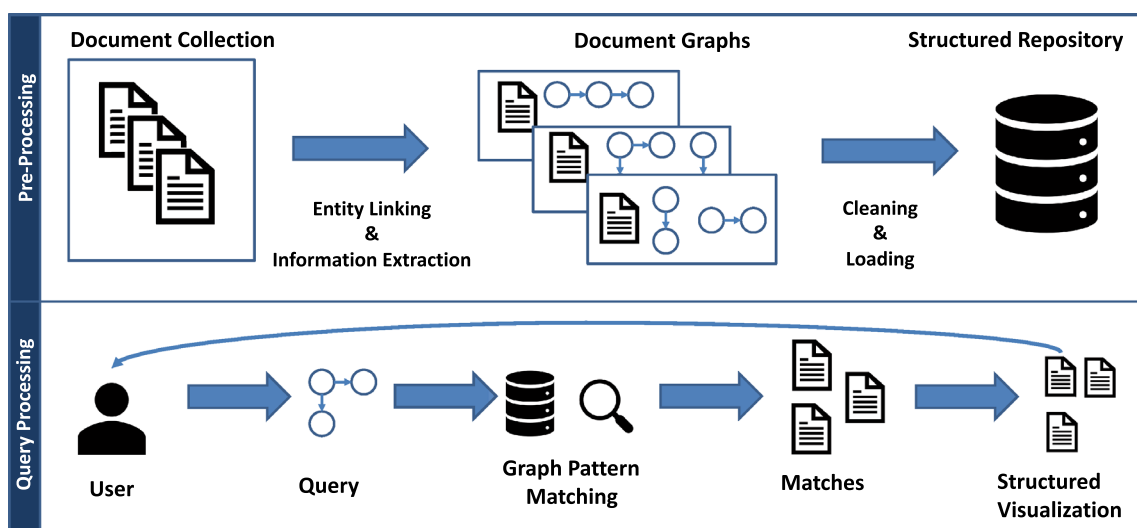 Pre-Processing
Document Collection
Document Graphs
Structured Repository
Entity Linking
&
Information Extraction
Cleaning
&
Loading
Query Processing
User
Query
Graph Pattern
Matching
Matches
Structured
Visualization